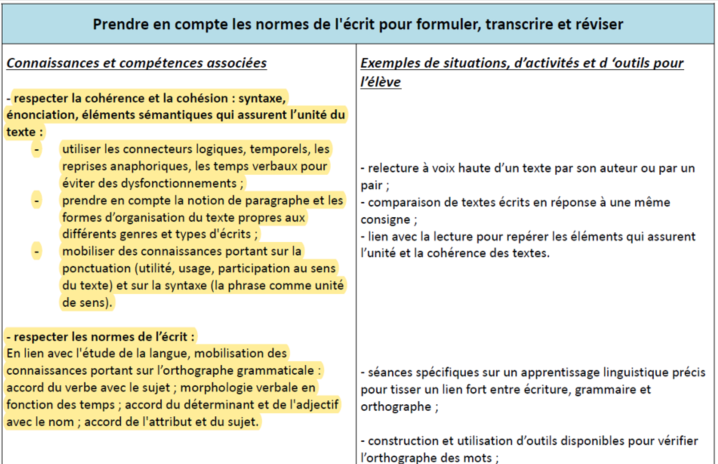 Prendre en compte les normes de l'écrit pour formuler, transcrire et réviser
Connaissances et compétences associées
- respecter la cohérence et la cohésion : syntaxe,
énonciation, éléments sémantiques qui assurent l’unité du
texte :
- utiliser les connecteurs logiques, temporels, les
reprises anaphoriques, les temps verbaux pour
éviter des dysfonctionnements ;
- prendre en compte la notion de paragraphe et les
formes d’organisation du texte propres aux
différents genres et types d'écrits ;
- mobiliser des connaissances portant sur la
ponctuation (utilité, usage, participation au sens
du texte) et sur la syntaxe (la phrase comme unité
de sens).
- respecter les normes de l’écrit :
En lien avec l'étude de la langue, mobilisation des
connaissances portant sur l’orthographe grammaticale :
accord du verbe avec le sujet ; morphologie verbale en
fonction des temps ; accord du déterminant et de l'adjectif
avec le nom ; accord de l'attribut et du sujet.
Exemples de situations, d’activités et d ‘outils pour
l’élève
- relecture à voix haute d’un texte par son auteur ou par un
pair ;
- comparaison de textes écrits en réponse à une même
consigne ;
- lien avec la lecture pour repérer les éléments qui assurent
l’unité et la cohérence des textes.
- séances spécifiques sur un apprentissage linguistique précis
pour tisser un lien fort entre écriture, grammaire et
orthographe ;
- construction et utilisation d’outils disponibles pour vérifier
l’orthographe des mots ;